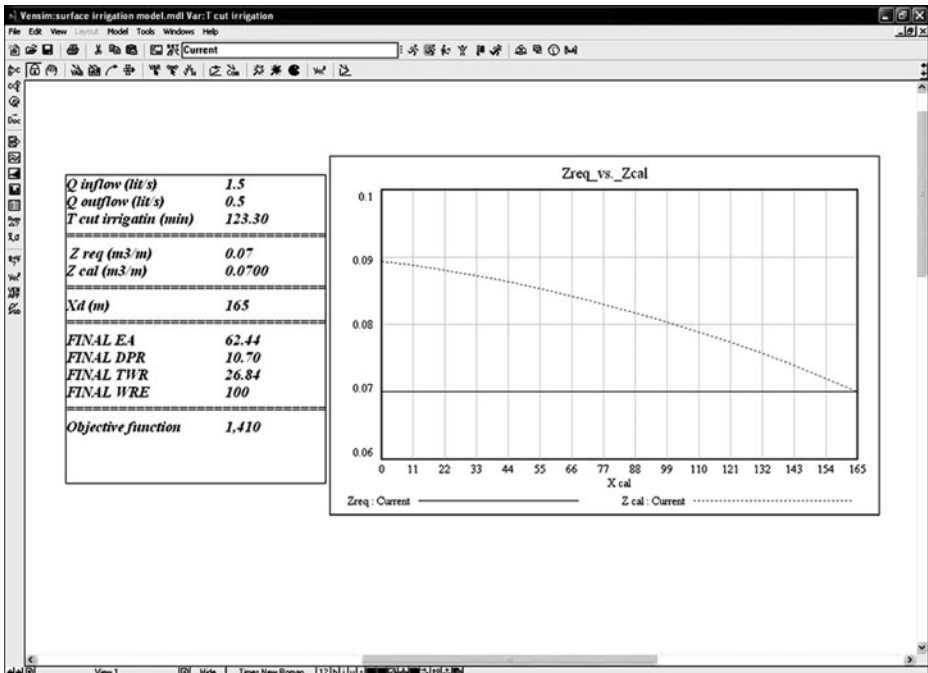 Vensim:surface irrigation model.mdl Var:T cut irrigation
File Edit View Layout Model Tools Windows Help
Current
Doc
Q inflow (lit/s) 1.5
Q outflow (lit/s) 0.5
T cut irrigatin (min) 123.30
Z req (m3/m) 0.07
Z cal (m3/m) 0.0700
Xd (m) 165
FINAL EA 62.44
FINAL DPR 10.70
FINAL TWR 26.84
FINAL WRE 100
Objective function 1,410
Zreq_vs._Zcal
0.1
0.09
0.08
0.07
0.06
0 11 22 33 44 55 66 77 88 99 110 121 132 143 154 165
X cal
Zreq : Current
Z cal : Current
View 1 Hide Times New Roman 12 b i u s